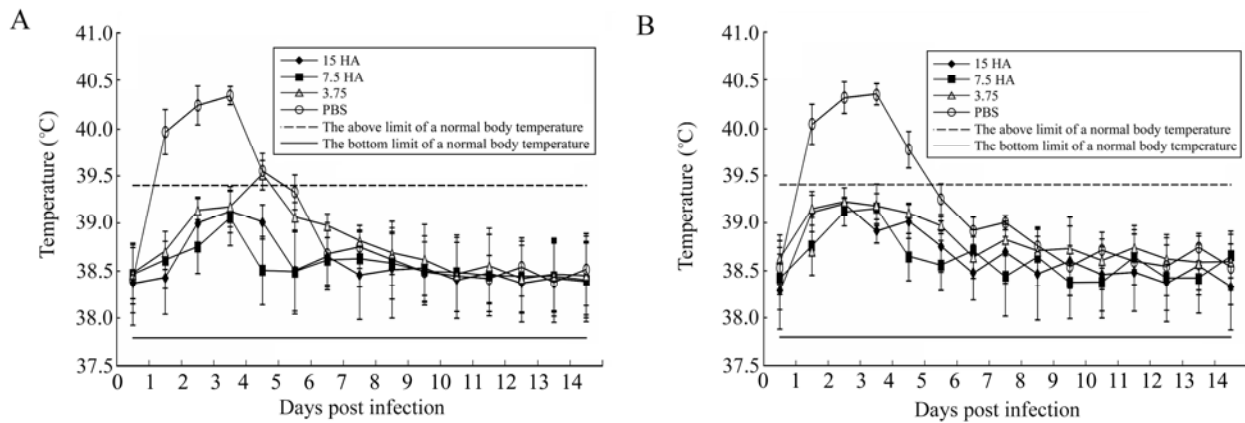 A
Temperature (°C)
41.0
40.5
40.0
39.5
39.0
38.5
38.0
37.5
15 HA
7.5 HA
3.75
PBS
The above limit of a normal body temperature
The bottom limit of a normal body temperature
0 1 2 3 4 5 6 7 8 9 10 11 12 13 14
Days post infection
B
Temperature (°C)
41.0
40.5
40.0
39.5
39.0
38.5
38.0
37.5
15 HA
7.5 HA
3.75
PBS
The above limit of a normal body temperature
The bottom limit of a normal body temperature
0 1 2 3 4 5 6 7 8 9 10 11 12 13 14
Days post infection